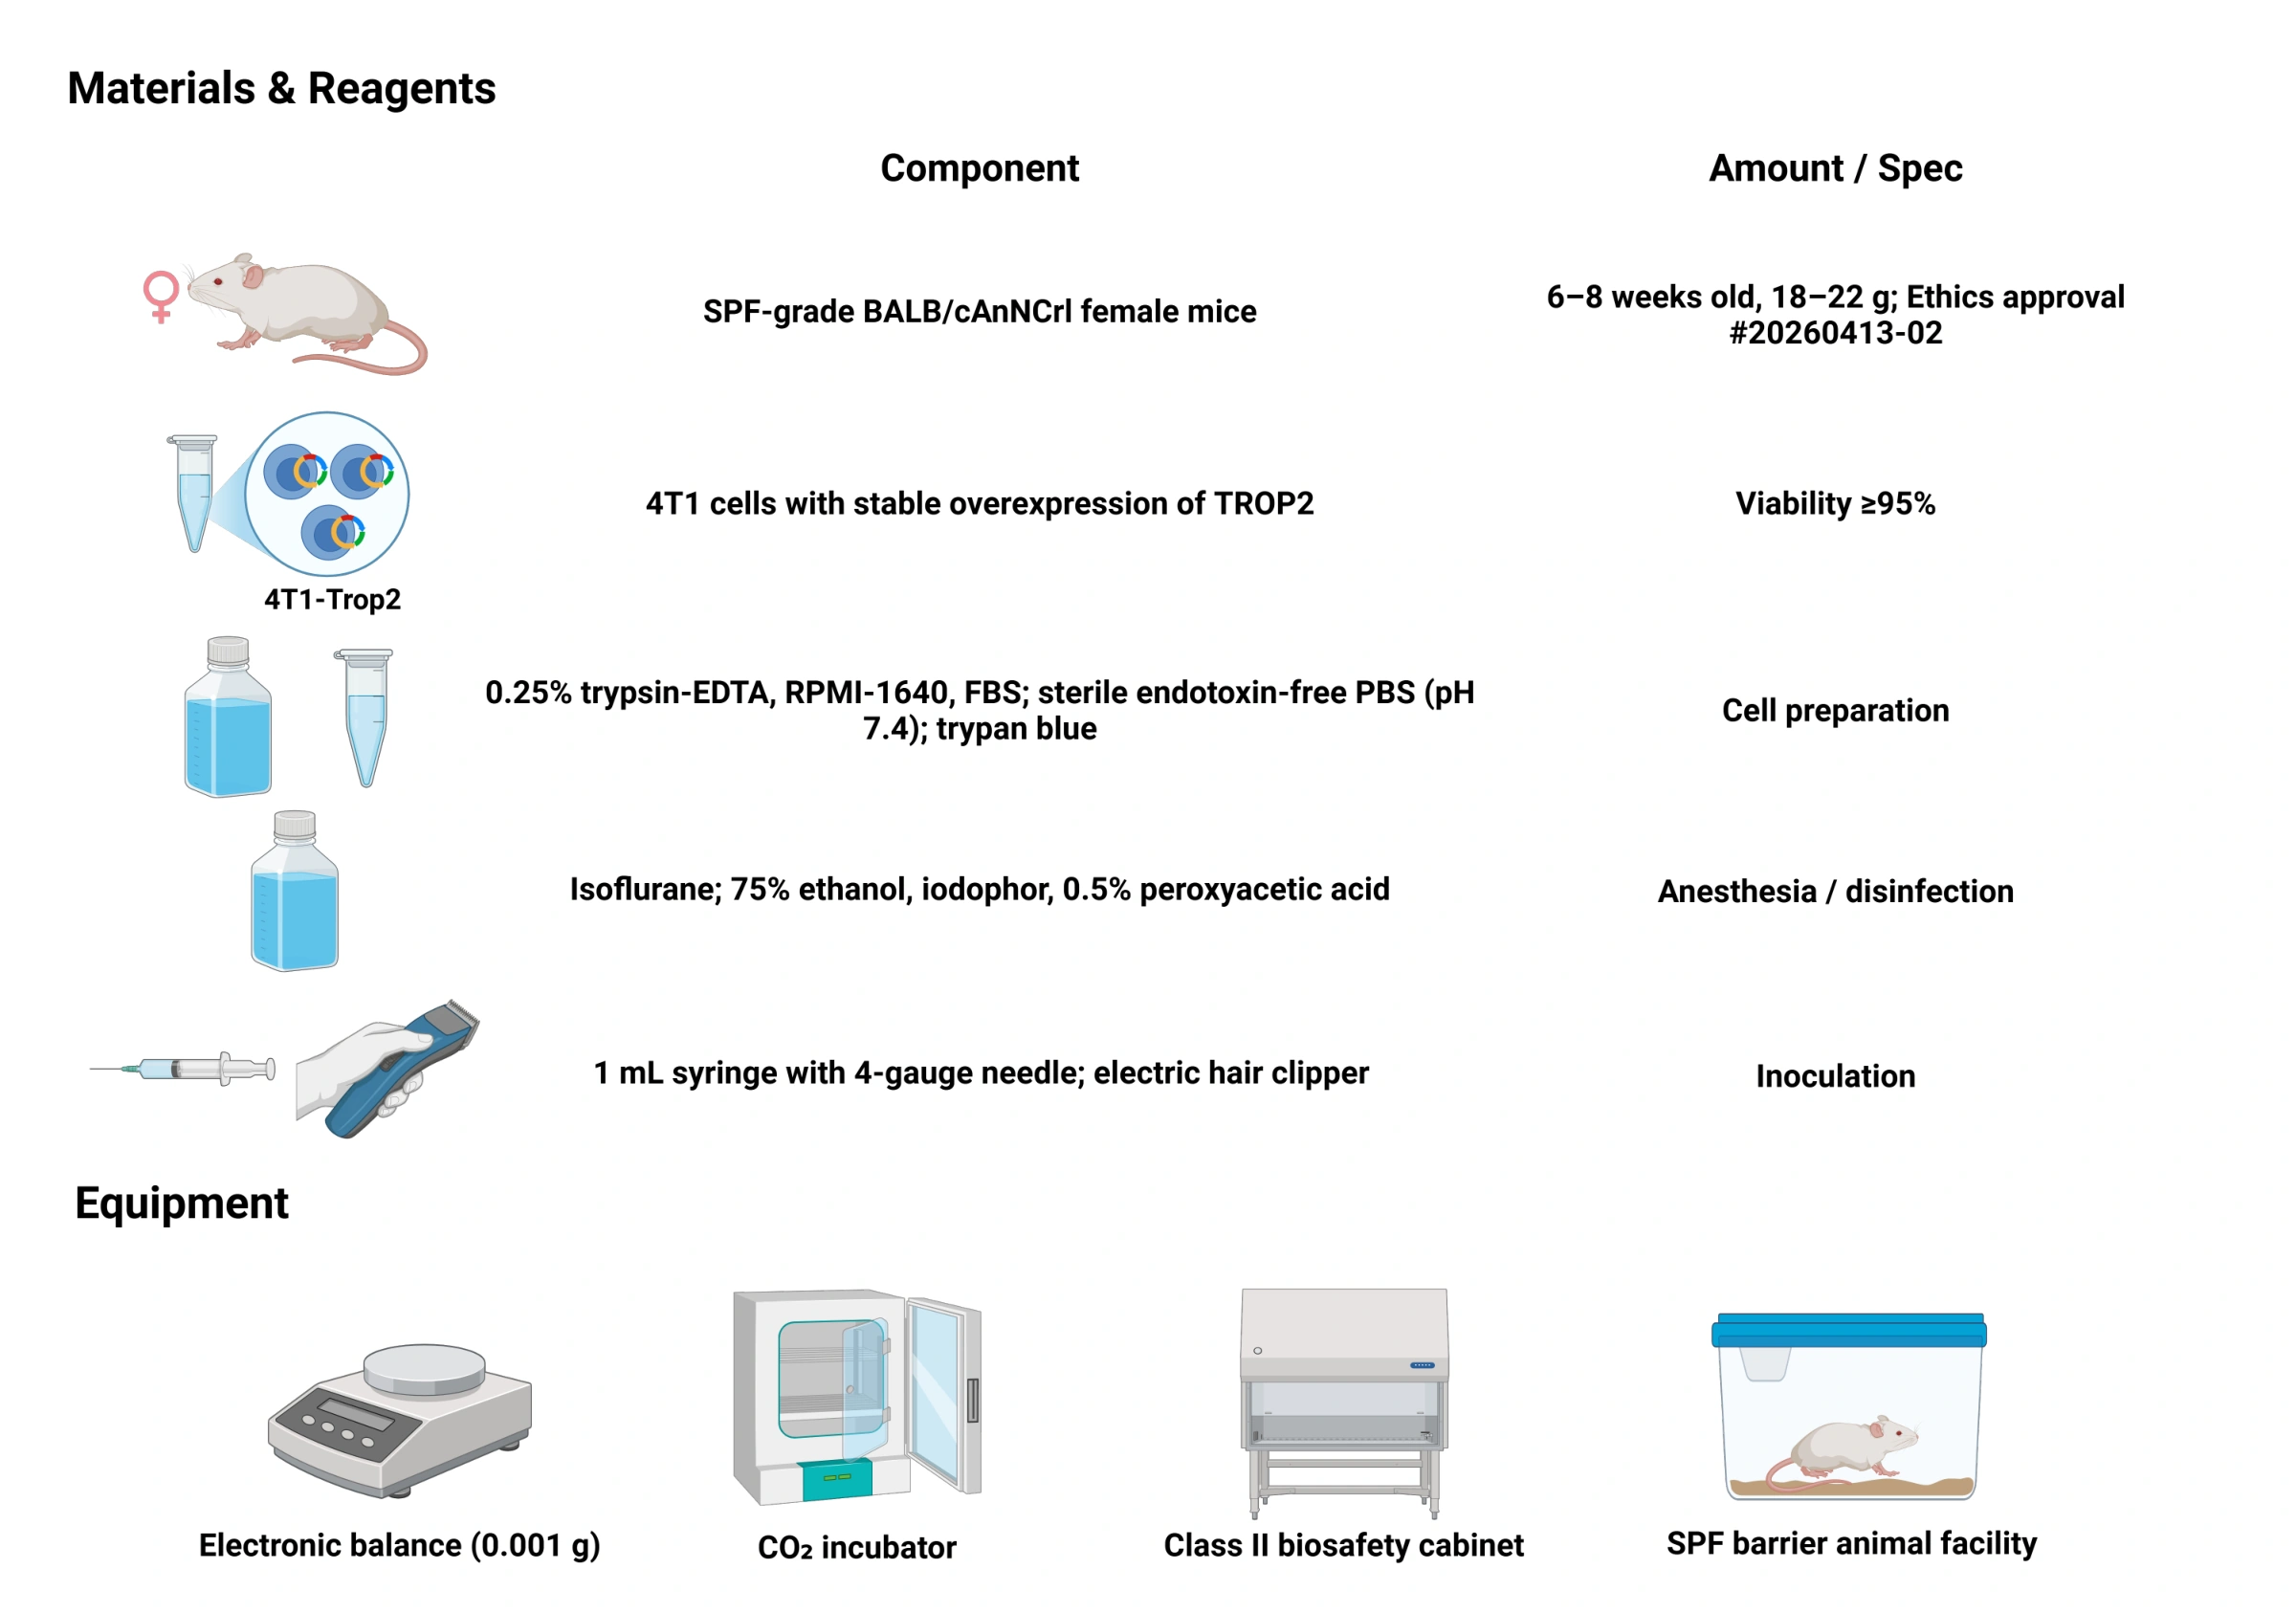 Materials & Reagents
Component
Amount / Spec
SPF-grade BALB/cAnNCrl female mice
6–8 weeks old, 18–22 g; Ethics approval
#20260413-02
4T1-Trop2
4T1 cells with stable overexpression of TROP2
Viability ≥95%
0.25% trypsin-EDTA, RPMI-1640, FBS; sterile endotoxin-free PBS (pH
7.4); trypan blue
Cell preparation
Isoflurane; 75% ethanol, iodophor, 0.5% peroxyacetic acid
Anesthesia / disinfection
1 mL syringe with 4-gauge needle; electric hair clipper
Inoculation
Equipment
Electronic balance (0.001 g)
CO₂ incubator
Class II biosafety cabinet
SPF barrier animal facility